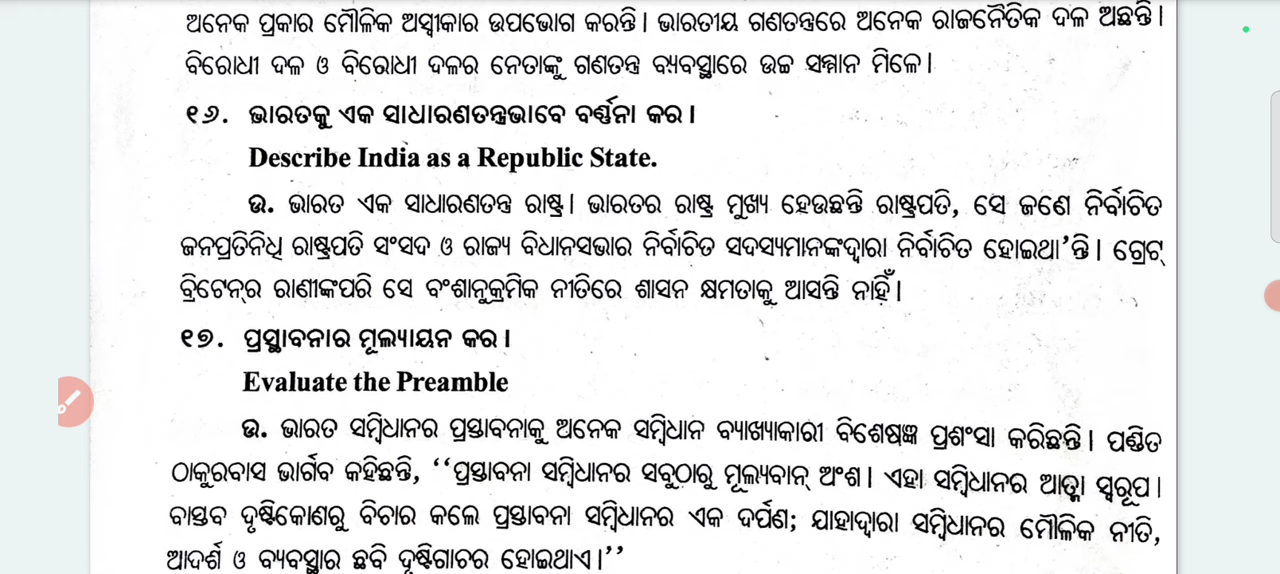 ଅନେକ ପ୍ରକାର ମୌଳିକ ଅସ୍ୱୀକାର ଉପଭୋଗ କରନ୍ତି। ଭାରତୀୟ ଗଣତନ୍ତ୍ରରେ ଅନେକ ରାଜନୈତିକ ଦଳ ଅଛନ୍ତି।
ବିରୋଧୀ ଦଳ ଓ ବିରୋଧୀ ଦଳର ନେତାଙ୍କୁ ଗଣତନ୍ତ୍ର ବ୍ୟବସ୍ଥାରେ ଉଚ୍ଚ ସମ୍ମାନ ମିଳେ।
୧୬. ଭାରତକୁ ଏକ ସାଧାରଣତନ୍ତ୍ରଭାବେ ବର୍ଣ୍ଣନା କର।
Describe India as a Republic State.
ଉ. ଭାରତ ଏକ ସାଧାରଣତନ୍ତ୍ର ରାଷ୍ଟ୍ର। ଭାରତର ରାଷ୍ଟ୍ର ମୁଖ୍ୟ ହେଉଛନ୍ତି ରାଷ୍ଟ୍ରପତି, ସେ ଜଣେ ନିର୍ବାଚିତ
ଜନପ୍ରତିନିଧି ରାଷ୍ଟ୍ରପତି ସଂସଦ ଓ ରାଜ୍ୟ ବିଧାନସଭାର ନିର୍ବାଚିତ ସଦସ୍ୟମାନଙ୍କଦ୍ୱାରା ନିର୍ବାଚିତ ହୋଇଥା'ନ୍ତି। ଗ୍ରେଟ୍
ବ୍ରିଟେନ୍‌ର ରାଣୀଙ୍କପରି ସେ ବଂଶାନୁକ୍ରମିକ ନୀତିରେ ଶାସନ କ୍ଷମତାକୁ ଆସନ୍ତି ନାହିଁ।
୧୭. ପ୍ରସ୍ଥାବନାର ମୂଲ୍ୟାୟନ କର।
Evaluate the Preamble
ଉ. ଭାରତ ସମ୍ବିଧାନର ପ୍ରସ୍ତାବନାକୁ ଅନେକ ସମ୍ବିଧାନ ବ୍ୟାଖ୍ୟାକାରୀ ବିଶେଷଜ୍ଞ ପ୍ରଶଂସା କରିଛନ୍ତି। ପଣ୍ଡିତ
ଠାକୁରବାସ ଭାର୍ଗବ କହିଛନ୍ତି, ‘‘ପ୍ରସ୍ତାବନା ସମ୍ବିଧାନର ସବୁଠାରୁ ମୂଲ୍ୟବାନ୍ ଅଂଶ। ଏହା ସମ୍ବିଧାନର ଆତ୍ମା ସ୍ୱରୂପ।
ବାସ୍ତବ ଦୃଷ୍ଟିକୋଣରୁ ବିଚାର କଲେ ପ୍ରସ୍ତାବନା ସମ୍ବିଧାନର ଏକ ଦର୍ପଣ; ଯାହାଦ୍ୱାରା ସମ୍ବିଧାନର ମୌଳିକ ନୀତି,
ଆଦର୍ଶ ଓ ବ୍ୟବସ୍ଥାର ଛବି ଦୃଷ୍ଟିଗାଚର ହୋଇଥାଏ।’’